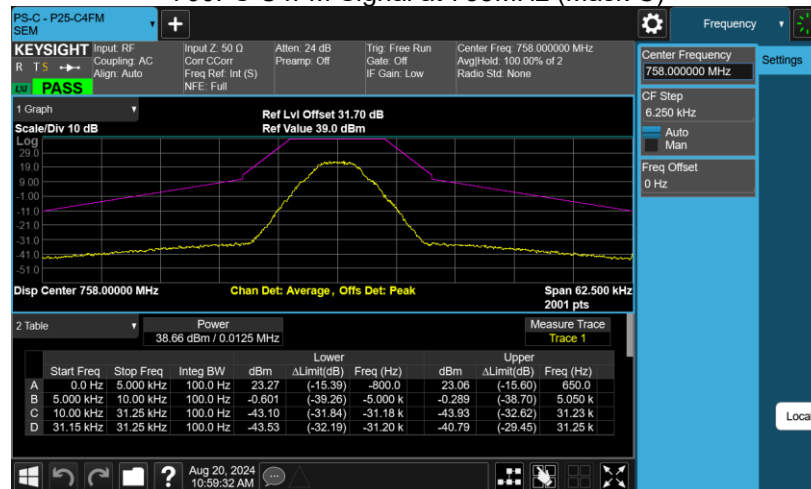 PS-C - P25-C4FM
SEM
Frequency
KEYSIGHT
R T S
LXI
PASS
Input: RF
Coupling: AC
Align: Auto
Input Z: 50 Ω
Corr CCorr
Freq Ref: Int (S)
NFE: Full
Atten: 24 dB
Preamp: Off
Trig: Free Run
Gate: Off
IF Gain: Low
Center Freq: 758.000000 MHz
Avg|Hold: 100.00% of 2
Radio Std: None
Center Frequency
758.000000 MHz
Settings
CF Step
6.250 kHz
Auto
Man
Freq Offset
0 Hz
1 Graph
Scale/Div 10 dB
Ref Lvl Offset 31.70 dB
Ref Value 39.0 dBm
Log
29.0
19.0
9.00
-1.00
-11.0
-21.0
-31.0
-41.0
-51.0
Disp Center 758.00000 MHz
Chan Det: Average, Offs Det: Peak
Span 62.500 kHz
2001 pts
2 Table
Power
38.66 dBm / 0.0125 MHz
Measure Trace
Trace 1
Lower Upper
Start Freq Stop Freq Integ BW dBm ΔLimit(dB) Freq (Hz) dBm ΔLimit(dB) Freq (Hz)
A 0.0 Hz 5.000 kHz 100.0 Hz 23.27 (-15.39) -800.0 23.06 (-15.60) 650.0
B 5.000 kHz 10.00 kHz 100.0 Hz -0.601 (-39.26) -5.000 k -0.289 (-38.70) 5.050 k
C 10.00 kHz 31.25 kHz 100.0 Hz -43.10 (-31.84) -31.18 k -43.93 (-32.62) 31.23 k
D 31.15 kHz 31.25 kHz 100.0 Hz -43.53 (-32.19) -31.20 k -40.79 (-29.45) 31.25 k
Loca
Aug 20, 2024
10:59:32 AM